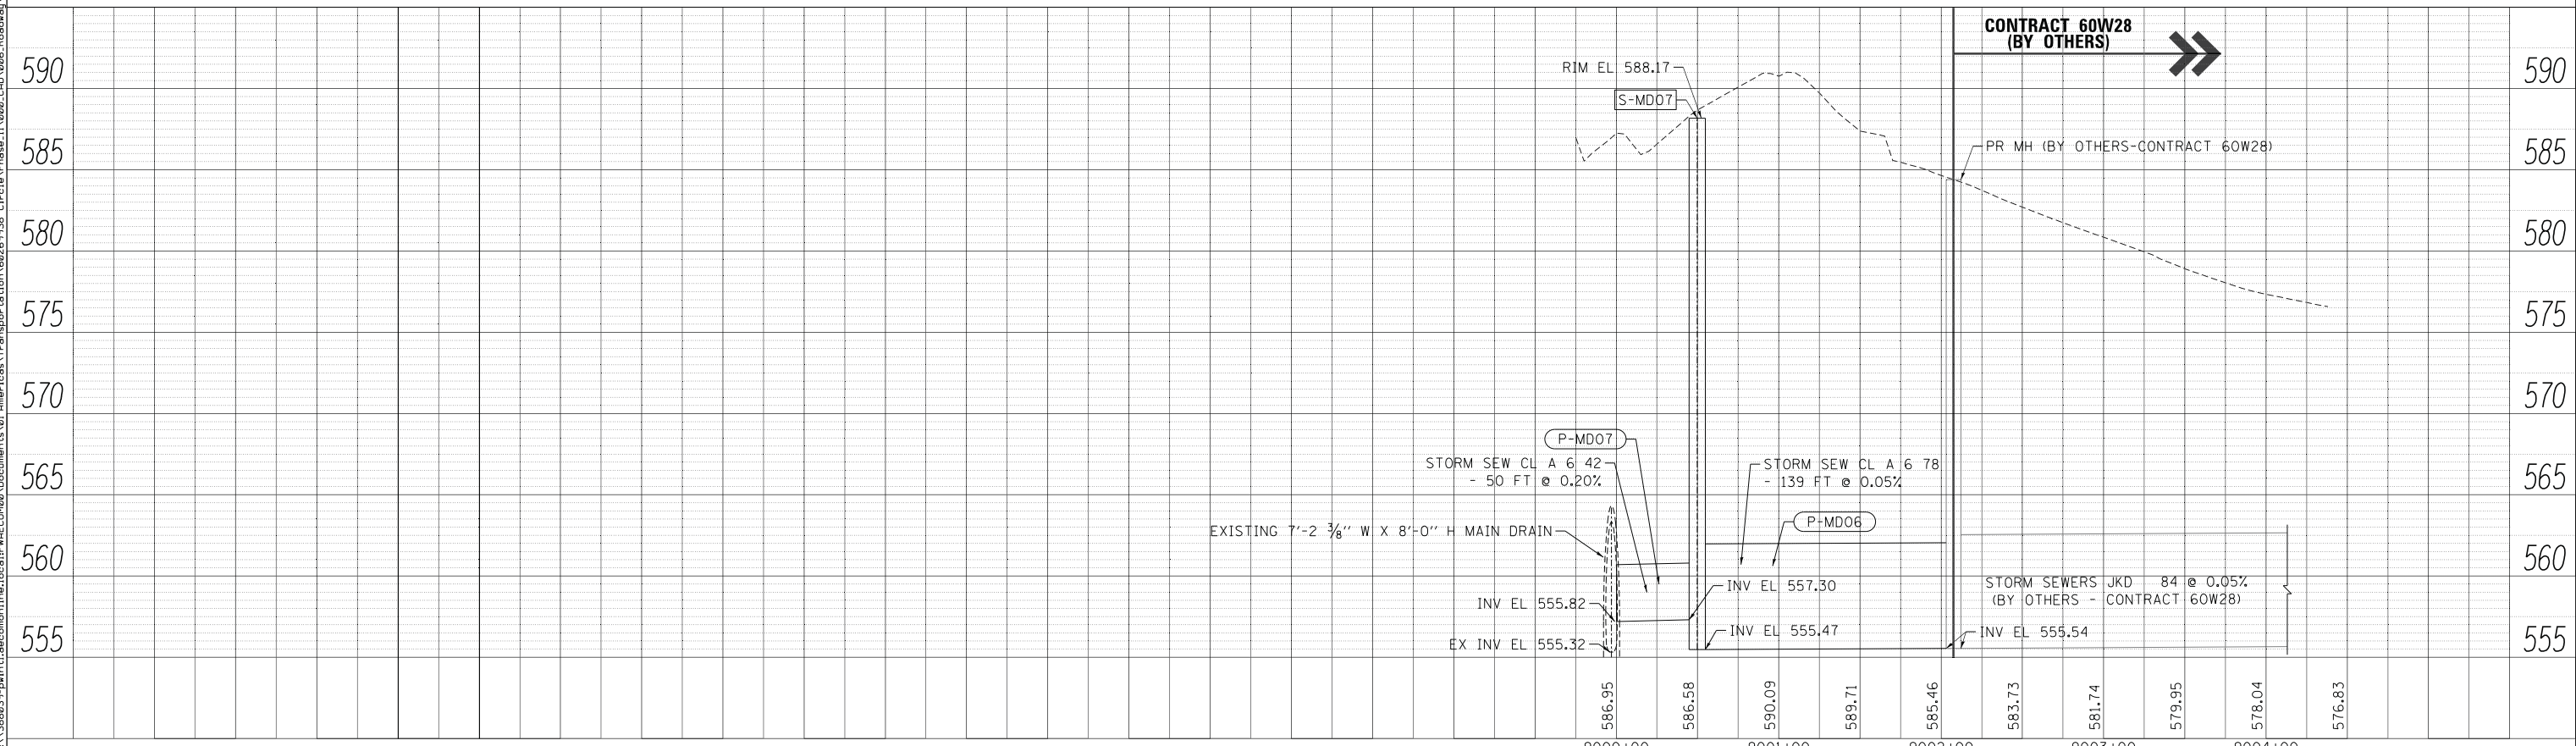 CONTRACT 60W28
(BY OTHERS)
590
590
RIM EL 588.17
S-MD07
585
PR MH (BY OTHERS-CONTRACT 60W28)
585
580
580
575
575
570
570
P-MD07
STORM SEW CL A 6 42
- 50 FT @ 0.20%
STORM SEW CL A 6 78
- 139 FT @ 0.05%
565
565
P-MD06
EXISTING 7'-2 3/8" W X 8'-0" H MAIN DRAIN
560
560
INV EL 557.30
STORM SEWERS JKD 84 @ 0.05%
(BY OTHERS - CONTRACT 60W28)
INV EL 555.82
INV EL 555.47
INV EL 555.54
EX INV EL 555.32
555
555
586.95
586.58
590.09
589.71
585.46
583.73
581.74
579.95
578.04
576.83